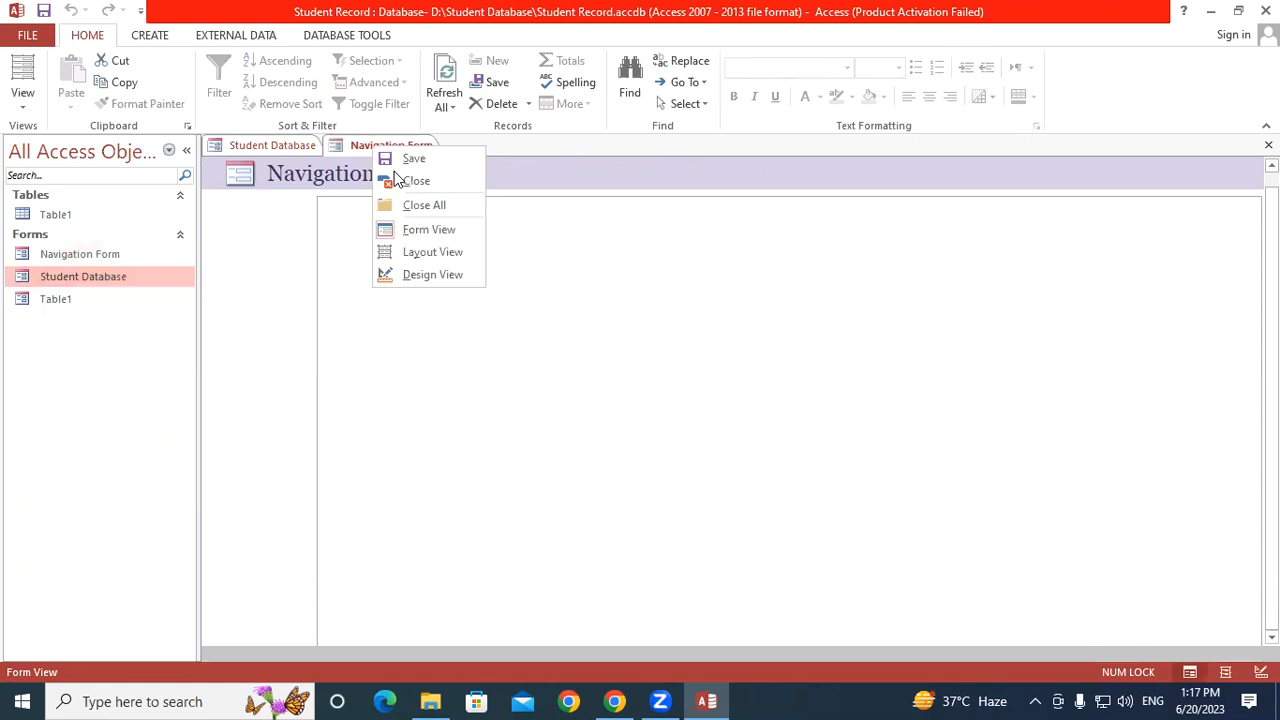 Student Record : Database- D:\Student Database\Student Record.accdb (Access 2007 - 2013 file format) - Access (Product Activation Failed)
FILE HOME CREATE EXTERNAL DATA DATABASE TOOLS Sign in
View
Views
Paste
Cut
Copy
Format Painter
Clipboard
Filter
Ascending
Descending
Remove Sort
Selection
Advanced
Toggle Filter
Sort & Filter
Refresh All
New
Save
Delete
Totals
Spelling
More
Records
Find
Replace
Go To
Select
Find
B I U A
Text Formatting
All Access Obje...
Search...
Tables
Table1
Forms
Navigation Form
Student Database
Table1
Student Database Navigation Form
Navigation
Save
Close
Close All
Form View
Layout View
Design View
Form View NUM LOCK
Type here to search
37°C Haze
ENG
1:17 PM
6/20/2023